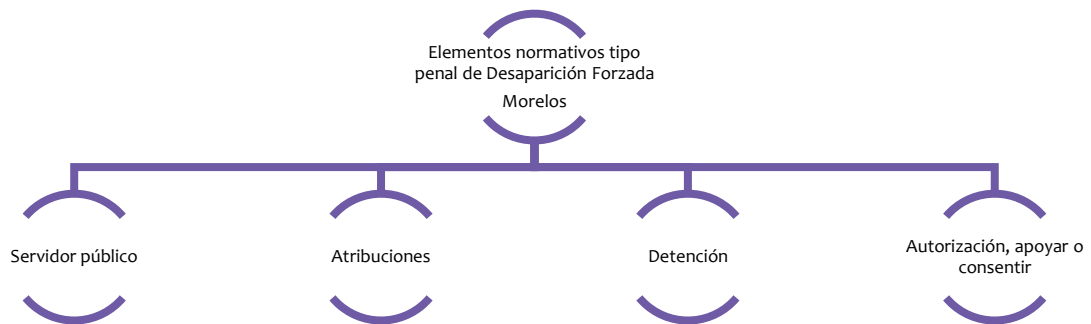 Elementos normativos tipo
penal de Desaparición Forzada
Morelos
Servidor público
Atribuciones
Detención
Autorización, apoyar o
consentir